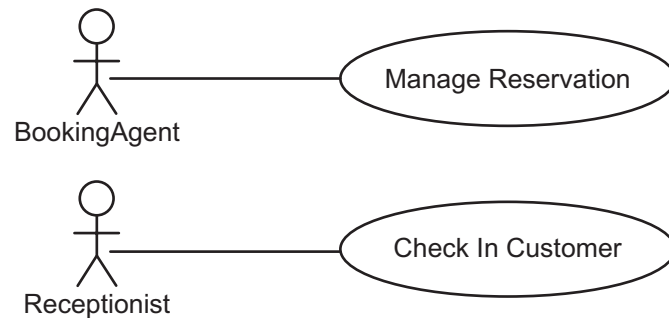 Manage Reservation
BookingAgent
Check In Customer
Receptionist